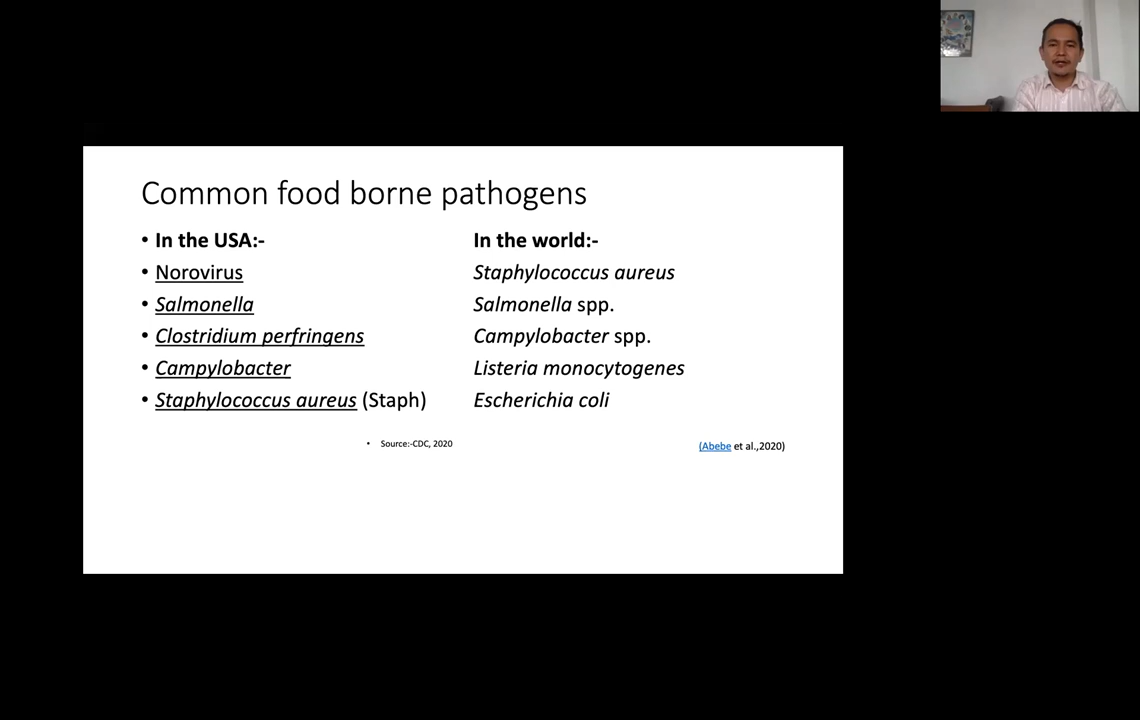 Common food borne pathogens
• In the USA:-
• Norovirus
• Salmonella
• Clostridium perfringens
• Campylobacter
• Staphylococcus aureus (Staph)
• Source:-CDC, 2020
In the world:-
Staphylococcus aureus
Salmonella spp.
Campylobacter spp.
Listeria monocytogenes
Escherichia coli
(Abebe et al.,2020)